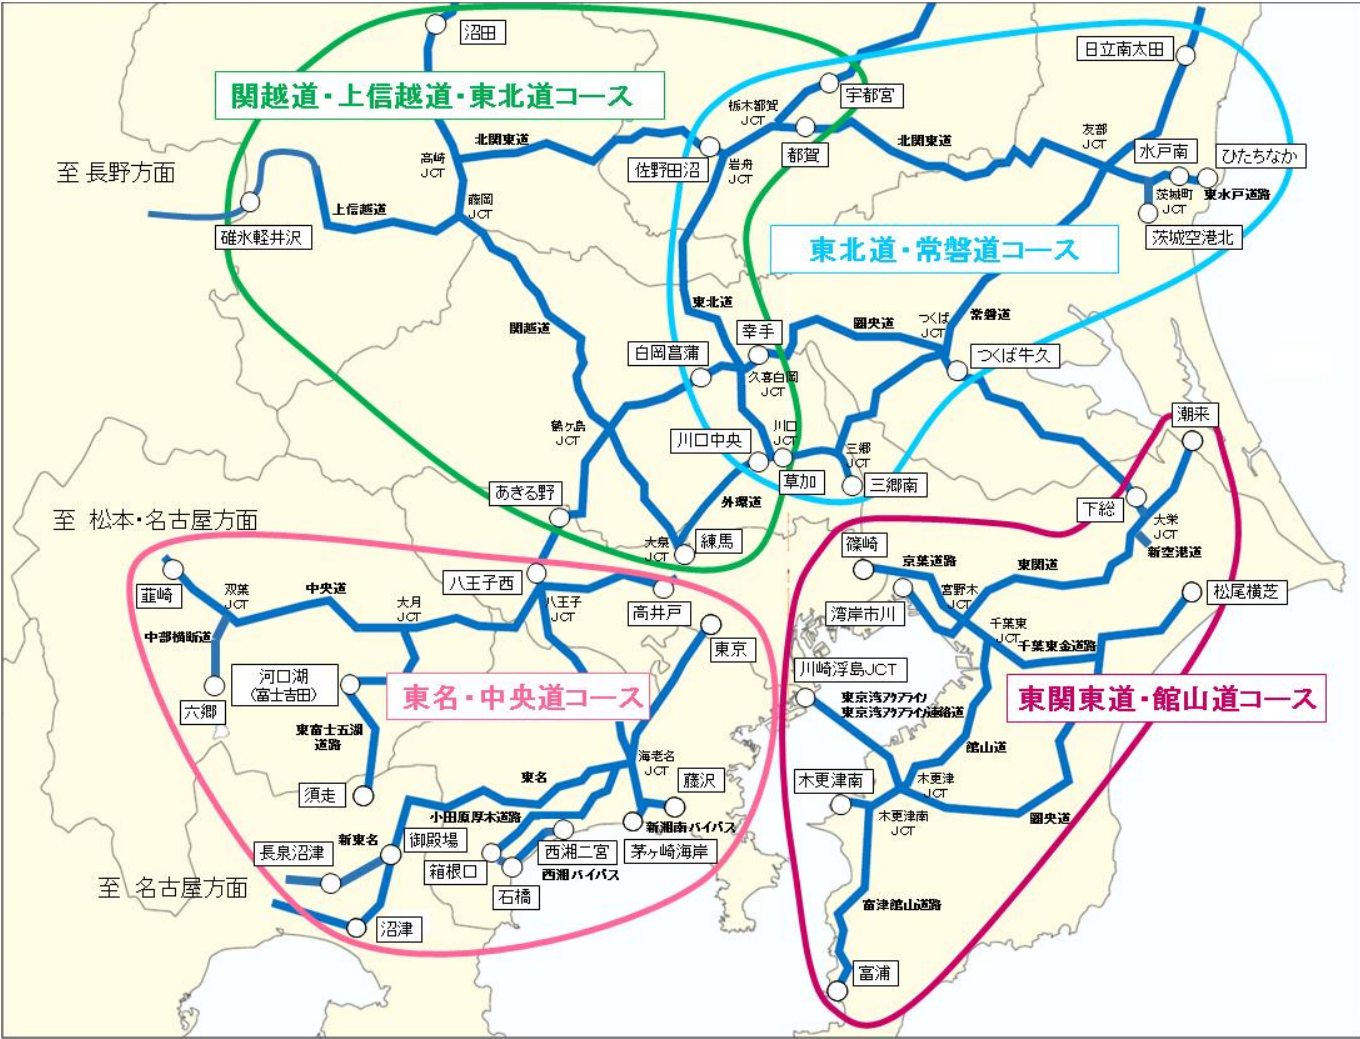 沼田
日立南太田
関越道・上信越道・東北道コース
宇都宮
栃木都賀
JCT
都賀
北関東道
佐野田沼
岩舟
JCT
北関東道
友部
JCT
水戸南
ひたちなか
茨城町
JCT
東水戸道路
茨城空港北
高崎
JCT
至 長野方面
藤岡
JCT
上信越道
碓氷軽井沢
東北道・常磐道コース
東北道
関越道
幸手
圏央道
つくば
JCT
常磐道
白岡菖蒲
久喜白岡
JCT
つくば牛久
潮来
鶴ヶ島
JCT
川口中央
川口
JCT
三郷
JCT
草加
三郷南
あきる野
外環道
下総
大栄
JCT
新空港道
至 松本・名古屋方面
大泉
JCT
練馬
篠崎
京葉道路
東関道
韮崎
双葉
JCT
中央道
大月
JCT
八王子西
八王子
JCT
高井戸
湾岸市川
宮野木
JCT
松尾横芝
中部横断道
東京
千葉東
JCT
千葉東金道路
河口湖
(富士吉田)
川崎浮島JCT
六郷
東名・中央道コース
東京湾アクアライン
東京湾アクアライン連絡道
東関東道・館山道コース
東富士五湖
道路
館山道
海老名
JCT
須走
東名
藤沢
木更津南
木更津
JCT
小田原厚木道路
新湘南バイパス
木更津南
JCT
圏央道
新東名
御殿場
長泉沼津
箱根口
西湘二宮
茅ヶ崎海岸
西湘バイパス
石橋
至 名古屋方面
沼津
富津館山道路
富浦